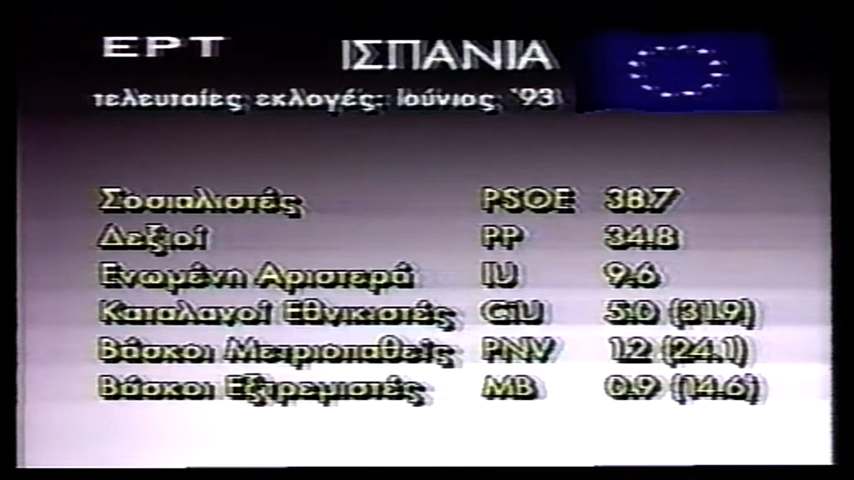 ΕΡΤ ΙΣΠΑΝΙΑ
τελευταίες εκλογές: Ιούνιος '93
Σοσιαλιστές PSOE 38.7
Δεξιοί PP 34.8
Ενωμένη Αριστερά IU 9.6
Καταλανοί Εθνικιστές CiU 5.0 (31.9)
Βάσκοι Μετριοπαθείς PNV 1.2 (24.1)
Βάσκοι Εξτρεμιστές MB 0.9 (14.6)